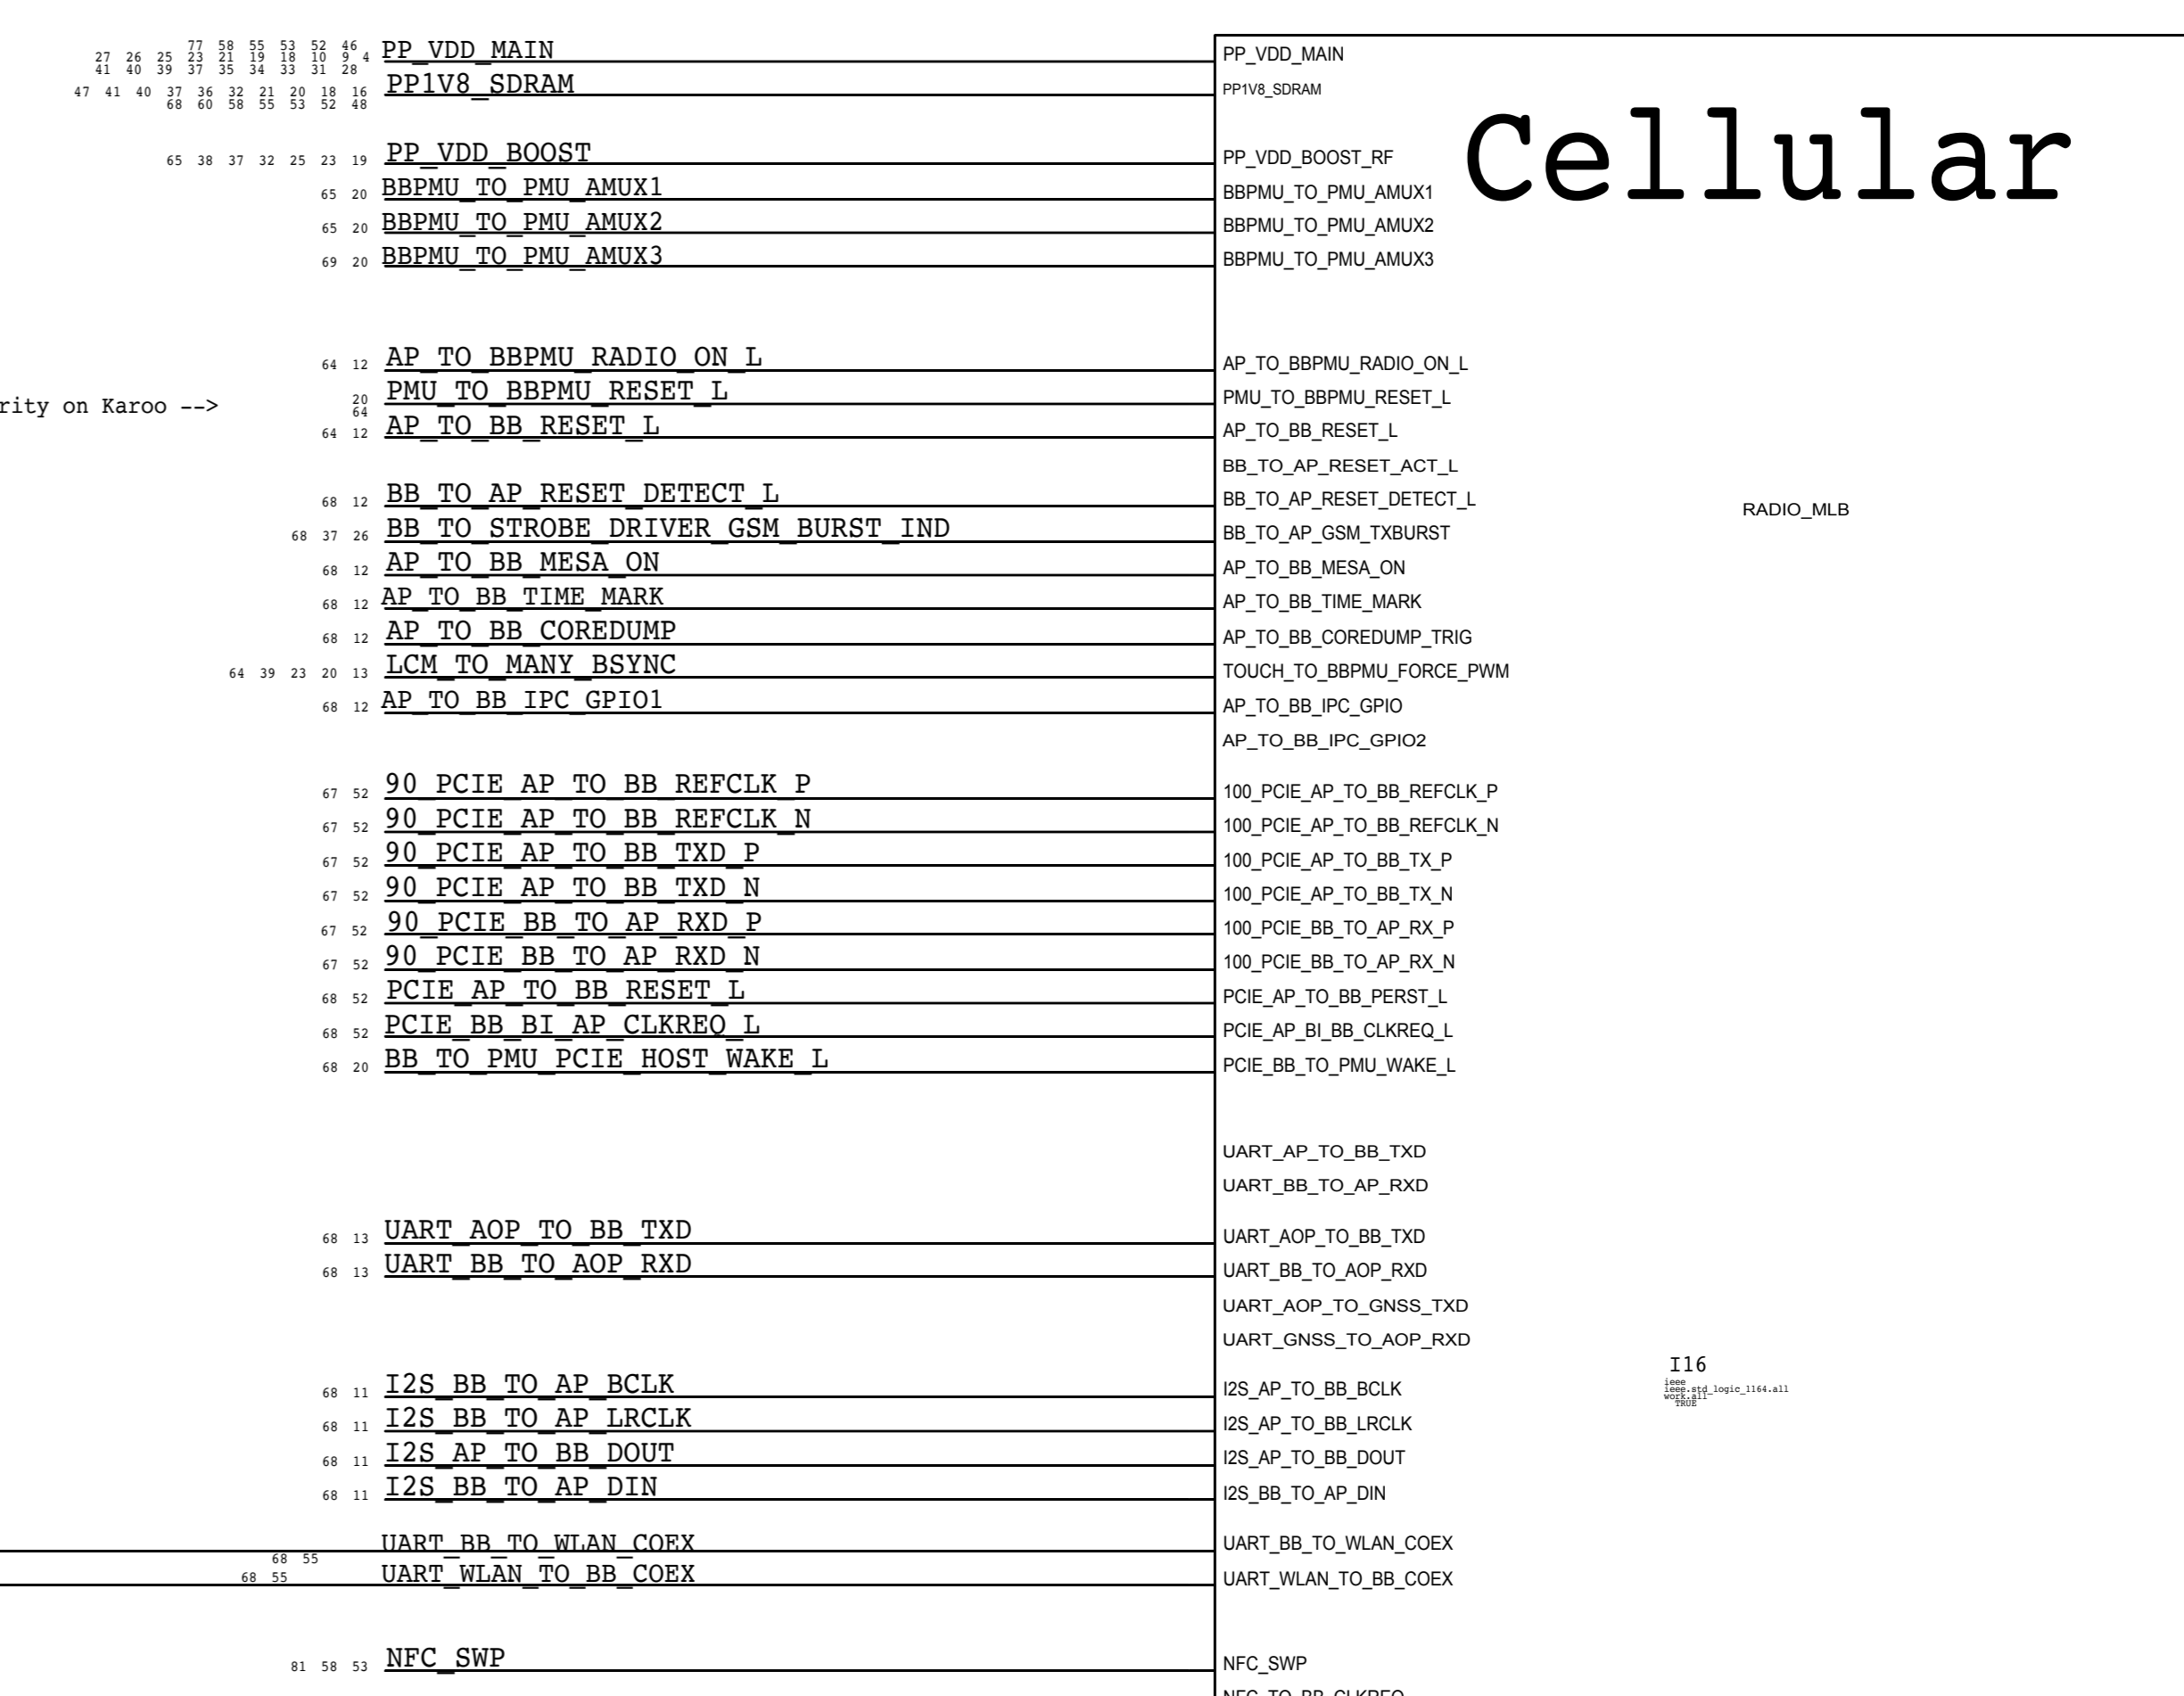 77 58 55 53 52 46
27 26 25 23 21 19 18 10 9 4 PP_VDD_MAIN PP_VDD_MAIN
41 40 39 37 35 34 33 31 28
47 41 40 37 36 32 21 20 18 16 PP1V8_SDRAM PP1V8_SDRAM
68 60 58 55 53 52 48
Cellular
65 38 37 32 25 23 19 PP_VDD_BOOST PP_VDD_BOOST_RF
65 20 BBPMU_TO_PMU_AMUX1 BBPMU_TO_PMU_AMUX1
65 20 BBPMU_TO_PMU_AMUX2 BBPMU_TO_PMU_AMUX2
69 20 BBPMU_TO_PMU_AMUX3 BBPMU_TO_PMU_AMUX3
64 12 AP_TO_BBPMU_RADIO_ON_L AP_TO_BBPMU_RADIO_ON_L
rity on Karoo --> 20 PMU_TO_BBPMU_RESET_L PMU_TO_BBPMU_RESET_L
64
64 12 AP_TO_BB_RESET_L AP_TO_BB_RESET_L
BB_TO_AP_RESET_ACT_L
68 12 BB_TO_AP_RESET_DETECT_L BB_TO_AP_RESET_DETECT_L
RADIO_MLB
68 37 26 BB_TO_STROBE_DRIVER_GSM_BURST_IND BB_TO_AP_GSM_TXBURST
68 12 AP_TO_BB_MESA_ON AP_TO_BB_MESA_ON
68 12 AP_TO_BB_TIME_MARK AP_TO_BB_TIME_MARK
68 12 AP_TO_BB_COREDUMP AP_TO_BB_COREDUMP_TRIG
64 39 23 20 13 LCM_TO_MANY_BSYNC TOUCH_TO_BBPMU_FORCE_PWM
68 12 AP_TO_BB_IPC_GPIO1 AP_TO_BB_IPC_GPIO
AP_TO_BB_IPC_GPIO2
67 52 90_PCIE_AP_TO_BB_REFCLK_P 100_PCIE_AP_TO_BB_REFCLK_P
67 52 90_PCIE_AP_TO_BB_REFCLK_N 100_PCIE_AP_TO_BB_REFCLK_N
67 52 90_PCIE_AP_TO_BB_TXD_P 100_PCIE_AP_TO_BB_TX_P
67 52 90_PCIE_AP_TO_BB_TXD_N 100_PCIE_AP_TO_BB_TX_N
67 52 90_PCIE_BB_TO_AP_RXD_P 100_PCIE_BB_TO_AP_RX_P
67 52 90_PCIE_BB_TO_AP_RXD_N 100_PCIE_BB_TO_AP_RX_N
68 52 PCIE_AP_TO_BB_RESET_L PCIE_AP_TO_BB_PERST_L
68 52 PCIE_BB_BI_AP_CLKREQ_L PCIE_AP_BI_BB_CLKREQ_L
68 20 BB_TO_PMU_PCIE_HOST_WAKE_L PCIE_BB_TO_PMU_WAKE_L
UART_AP_TO_BB_TXD
UART_BB_TO_AP_RXD
68 13 UART_AOP_TO_BB_TXD UART_AOP_TO_BB_TXD
68 13 UART_BB_TO_AOP_RXD UART_BB_TO_AOP_RXD
UART_AOP_TO_GNSS_TXD
UART_GNSS_TO_AOP_RXD
I16
ieee
68 11 I2S_BB_TO_AP_BCLK I2S_AP_TO_BB_BCLK ieee.std_logic_1164.all
work.all
TRUE
68 11 I2S_BB_TO_AP_LRCLK I2S_AP_TO_BB_LRCLK
68 11 I2S_AP_TO_BB_DOUT I2S_AP_TO_BB_DOUT
68 11 I2S_BB_TO_AP_DIN I2S_BB_TO_AP_DIN
68 55 UART_BB_TO_WLAN_COEX UART_BB_TO_WLAN_COEX
68 55 UART_WLAN_TO_BB_COEX UART_WLAN_TO_BB_COEX
81 58 53 NFC_SWP NFC_SWP
NFC_TO_BB_CLKREQ